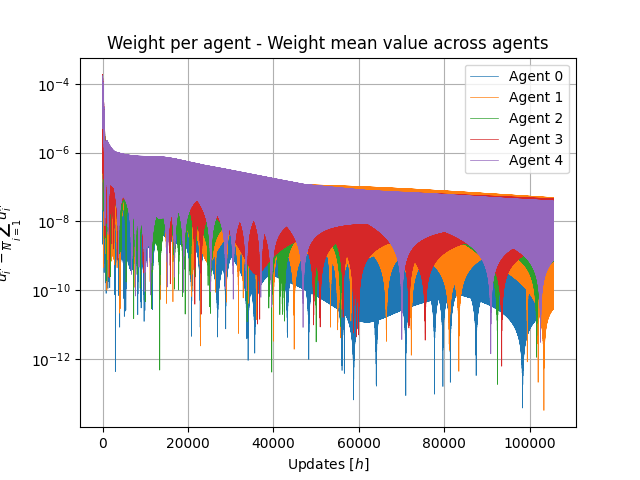 Weight per agent - Weight mean value across agents
10⁻⁴
10⁻⁶
10⁻⁸
10⁻¹⁰
10⁻¹²
Agent 0
Agent 1
Agent 2
Agent 3
Agent 4
0 20000 40000 60000 80000 100000
Updates [h]